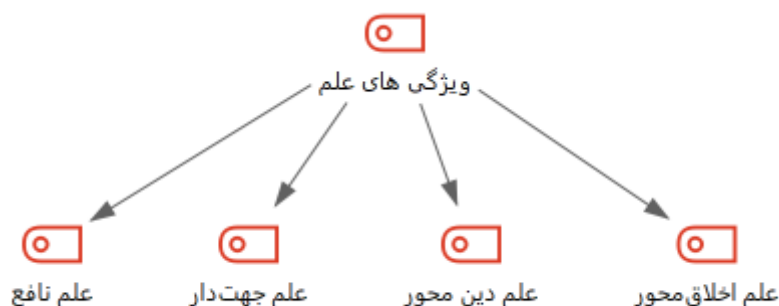 ویژگی های علم
علم اخلاق‌محور
علم دین محور
علم جهت‌دار
علم نافع